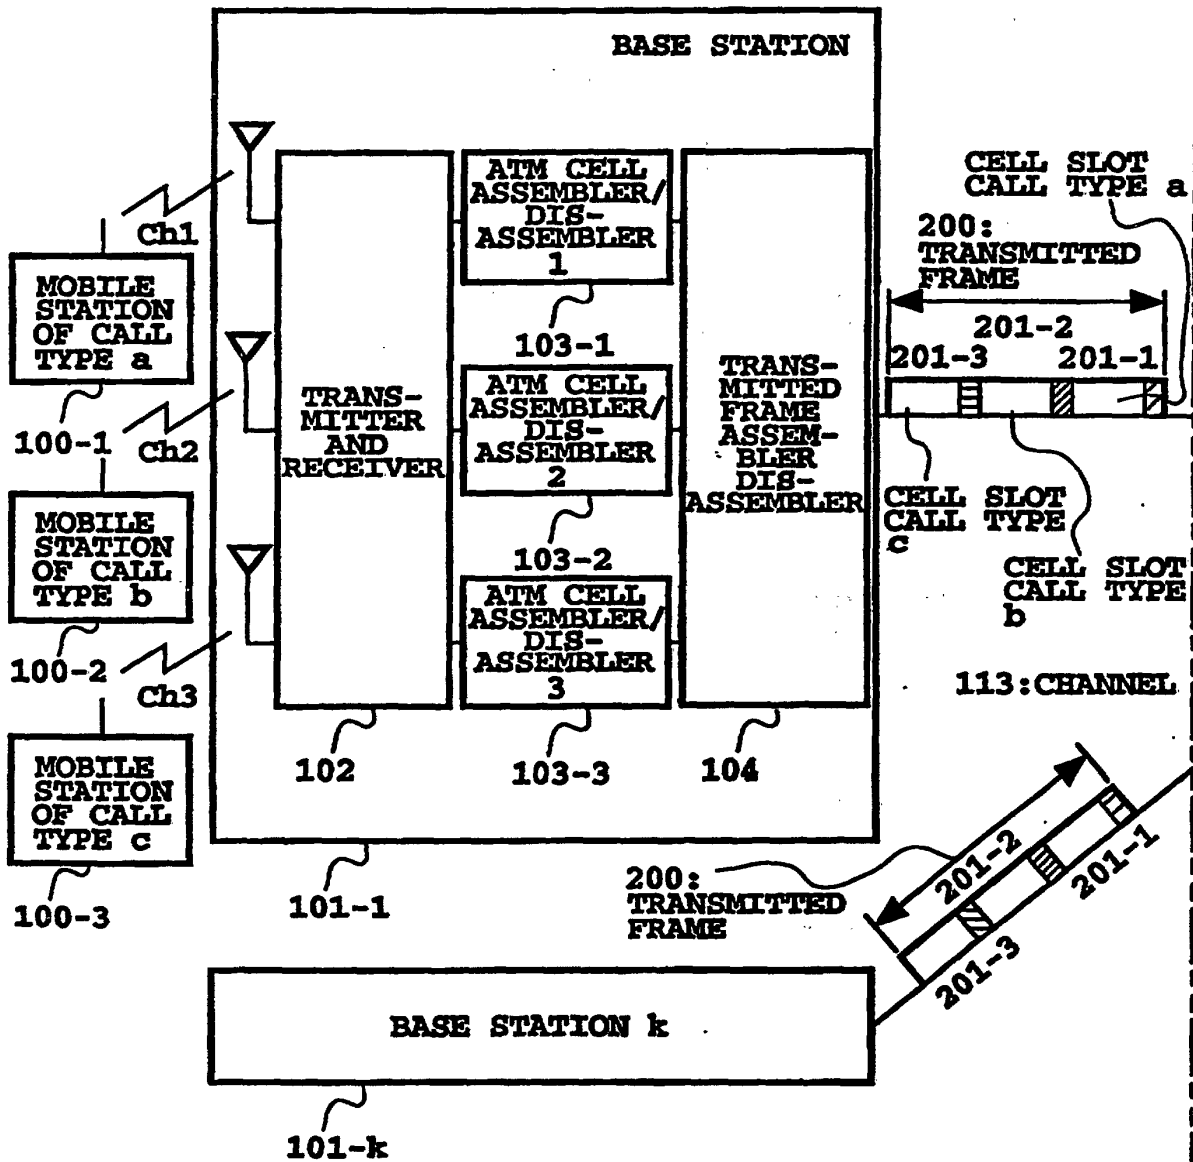 BASE STATION
CELL SLOT
CALL TYPE a
200:
TRANSMITTED
FRAME
201-2
201-3
201-1
Ch1
MOBILE
STATION
OF CALL
TYPE a
100-1
Ch2
MOBILE
STATION
OF CALL
TYPE b
100-2
Ch3
MOBILE
STATION
OF CALL
TYPE c
100-3
TRANS-
MITTER
AND
RECEIVER
102
ATM CELL
ASSEMBLER/
DIS-
ASSEMBLER
1
103-1
ATM CELL
ASSEMBLER/
DIS-
ASSEMBLER
2
103-2
ATM CELL
ASSEMBLER/
DIS-
ASSEMBLER
3
103-3
TRANS-
MITTED
FRAME
ASSEM-
BLER
DIS-
ASSEMBLER
104
CELL SLOT
CALL TYPE
c
CELL SLOT
CALL TYPE
b
113:CHANNEL
101-1
200:
TRANSMITTED
FRAME
201-2
201-1
201-3
BASE STATION k
101-k